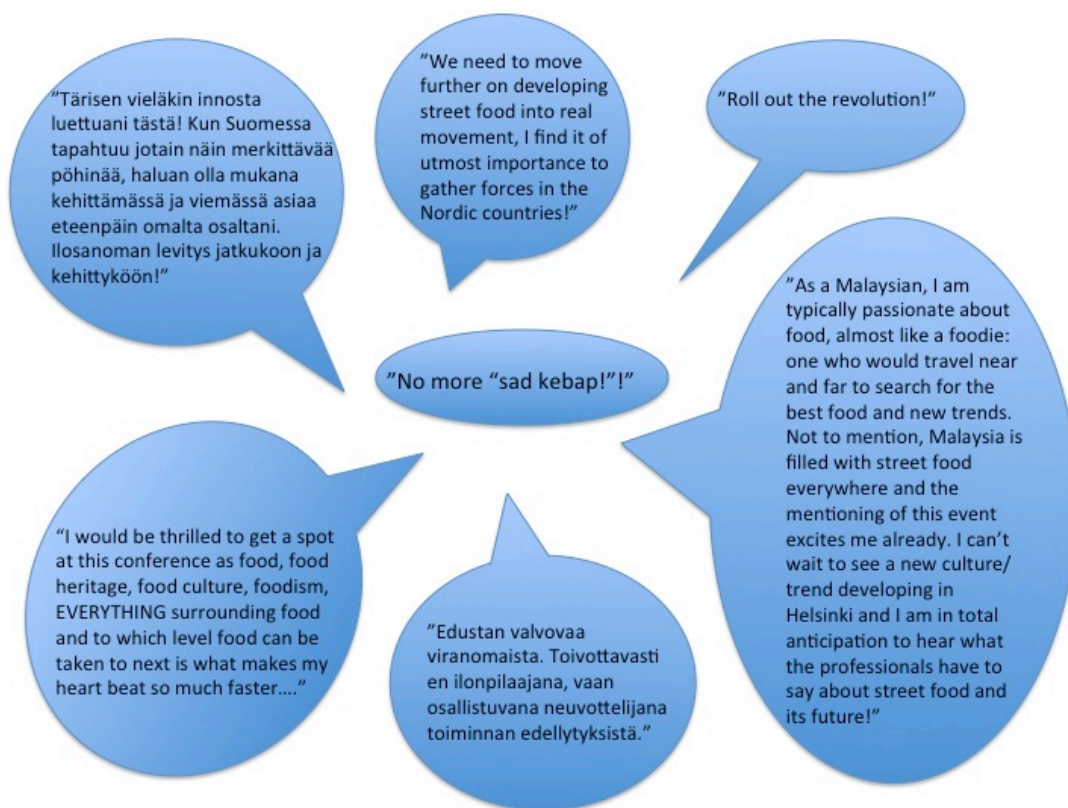 ”Tärisen vieläkin innosta
luettuani tästä! Kun Suomessa
tapahtuu jotain näin merkittävää
pöhinää, haluan olla mukana
kehittämässä ja viemässä asiaa
eteenpäin omalta osaltani.
Ilosanoman levitys jatkukoon ja
kehittyköön!”
”We need to move
further on developing
street food into real
movement, I find it of
utmost importance to
gather forces in the
Nordic countries!”
”Roll out the revolution!”
”No more “sad kebap!”!”
”As a Malaysian, I am
typically passionate about
food, almost like a foodie:
one who would travel near
and far to search for the
best food and new trends.
Not to mention, Malaysia is
filled with street food
everywhere and the
mentioning of this event
excites me already. I can’t
wait to see a new culture/
trend developing in
Helsinki and I am in total
anticipation to hear what
the professionals have to
say about street food and
its future!”
“I would be thrilled to get a spot
at this conference as food, food
heritage, food culture, foodism,
EVERYTHING surrounding food
and to which level food can be
taken to next is what makes my
heart beat so much faster….”
”Edustan valvovaa
viranomaista. Toivottavasti
en ilonpilaajana, vaan
osallistuvana neuvottelijana
toiminnan edellytyksistä.”